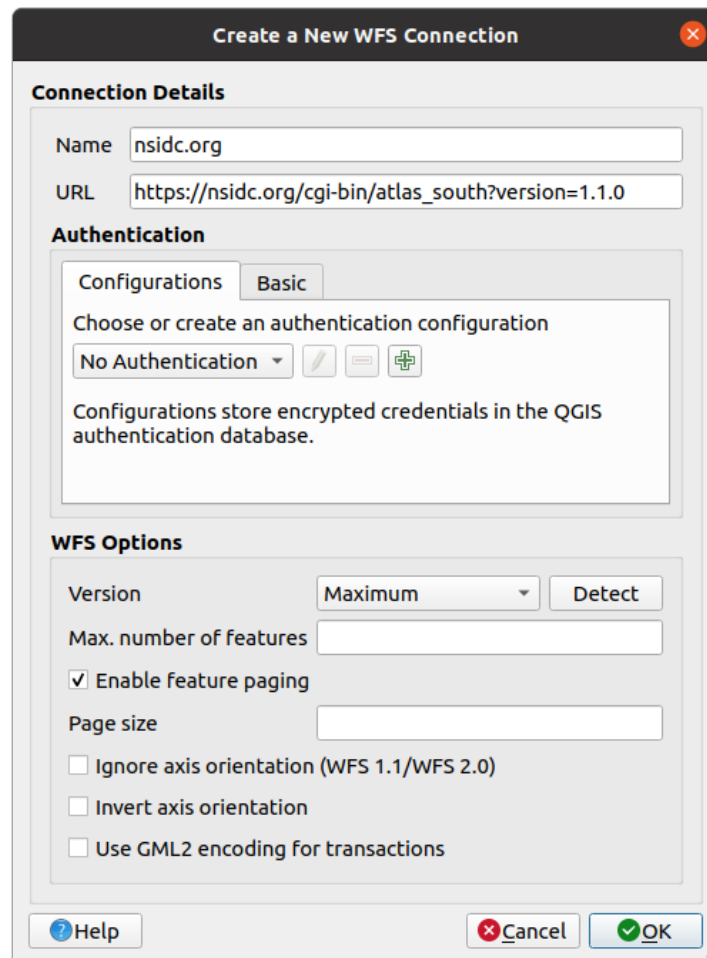 Create a New WFS Connection
Connection Details
Name nsidc.org
URL https://nsidc.org/cgi-bin/atlas_south?version=1.1.0
Authentication
Configurations Basic
Choose or create an authentication configuration
No Authentication
Configurations store encrypted credentials in the QGIS
authentication database.
WFS Options
Version Maximum Detect
Max. number of features
Enable feature paging
Page size
Ignore axis orientation (WFS 1.1/WFS 2.0)
Invert axis orientation
Use GML2 encoding for transactions
Help Cancel OK